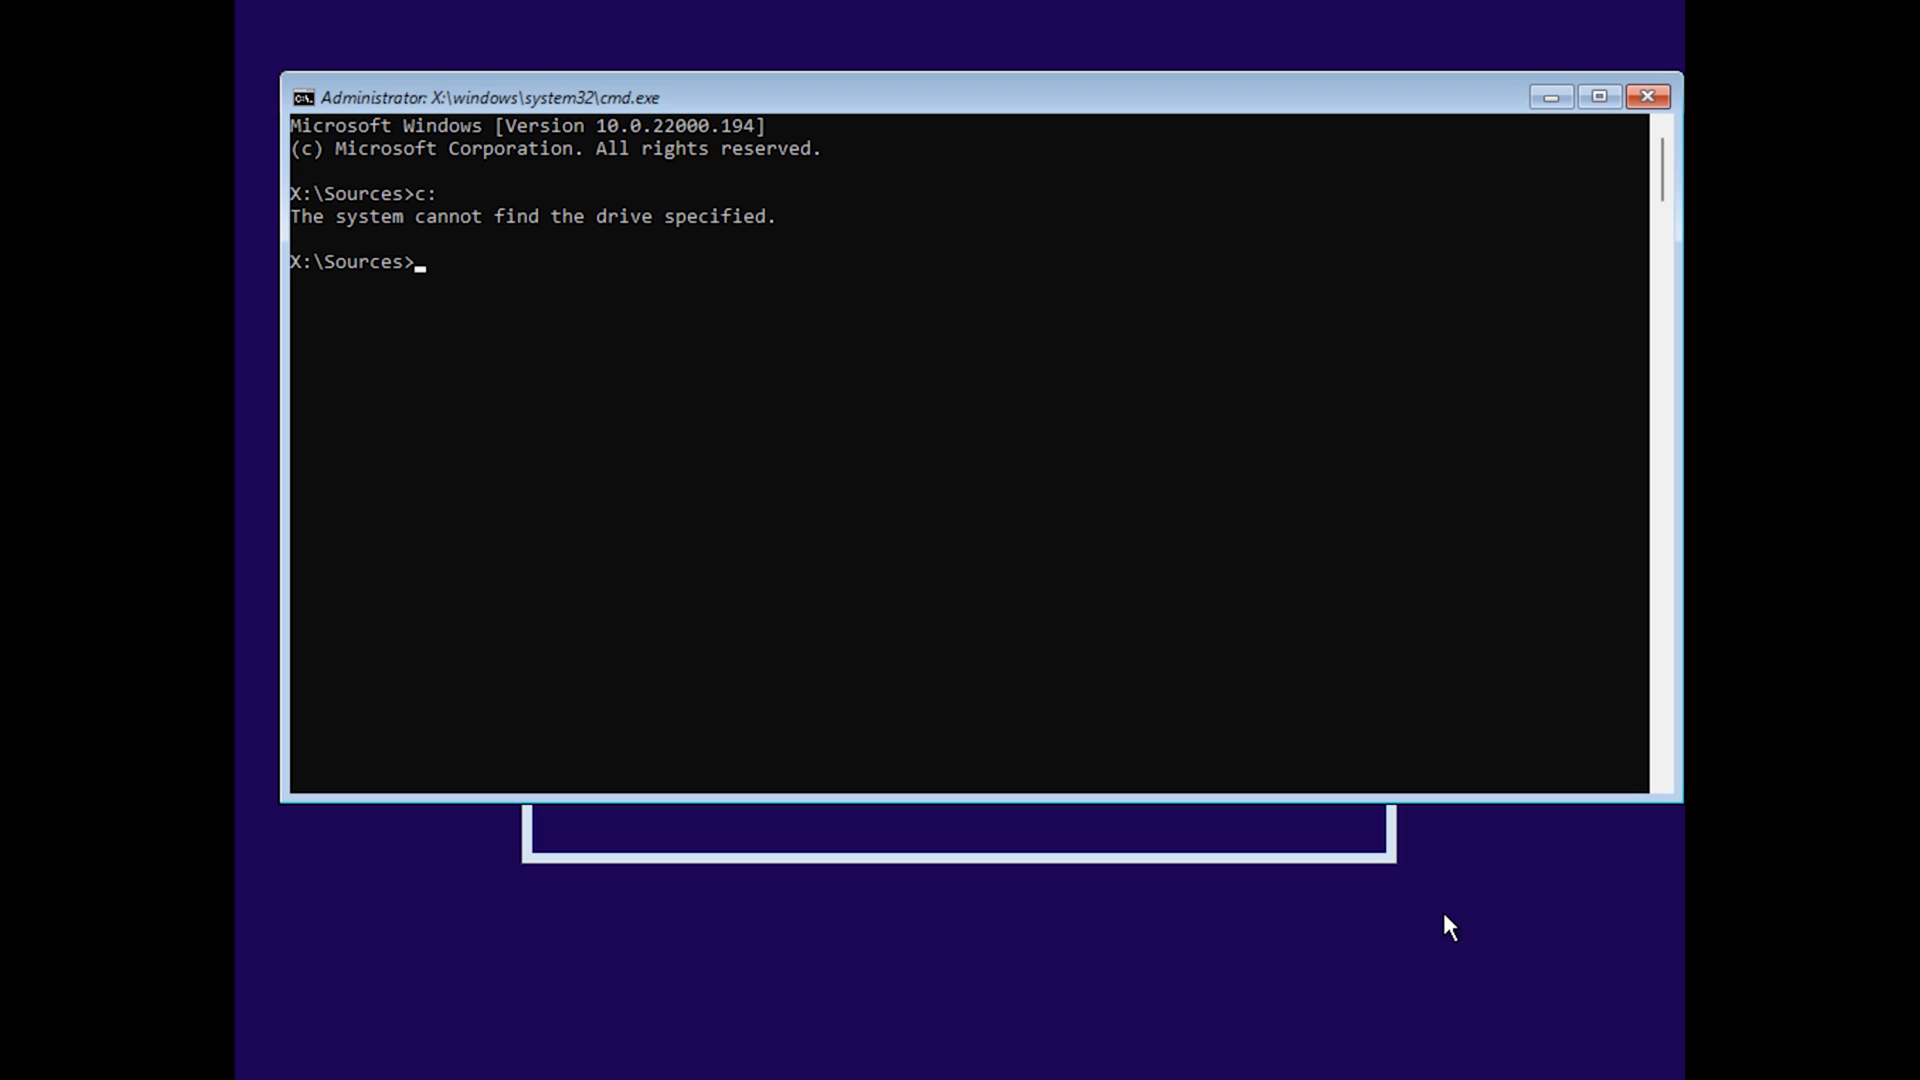 Administrator: X:\windows\system32\cmd.exe
Microsoft Windows [Version 10.0.22000.194]
(c) Microsoft Corporation. All rights reserved.
X:\Sources>c:
The system cannot find the drive specified.
X:\Sources>